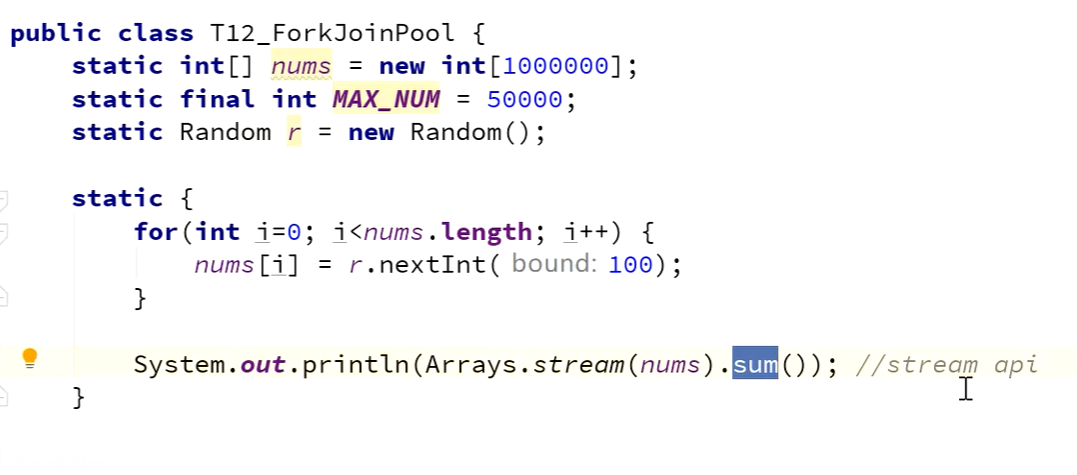 public class T12_ForkJoinPool {
static int[] nums = new int[1000000];
static final int MAX_NUM = 50000;
static Random r = new Random();
static {
for(int i=0; i<nums.length; i++) {
nums[i] = r.nextInt( bound: 100);
}
System.out.println(Arrays.stream(nums).sum()); //stream api
}